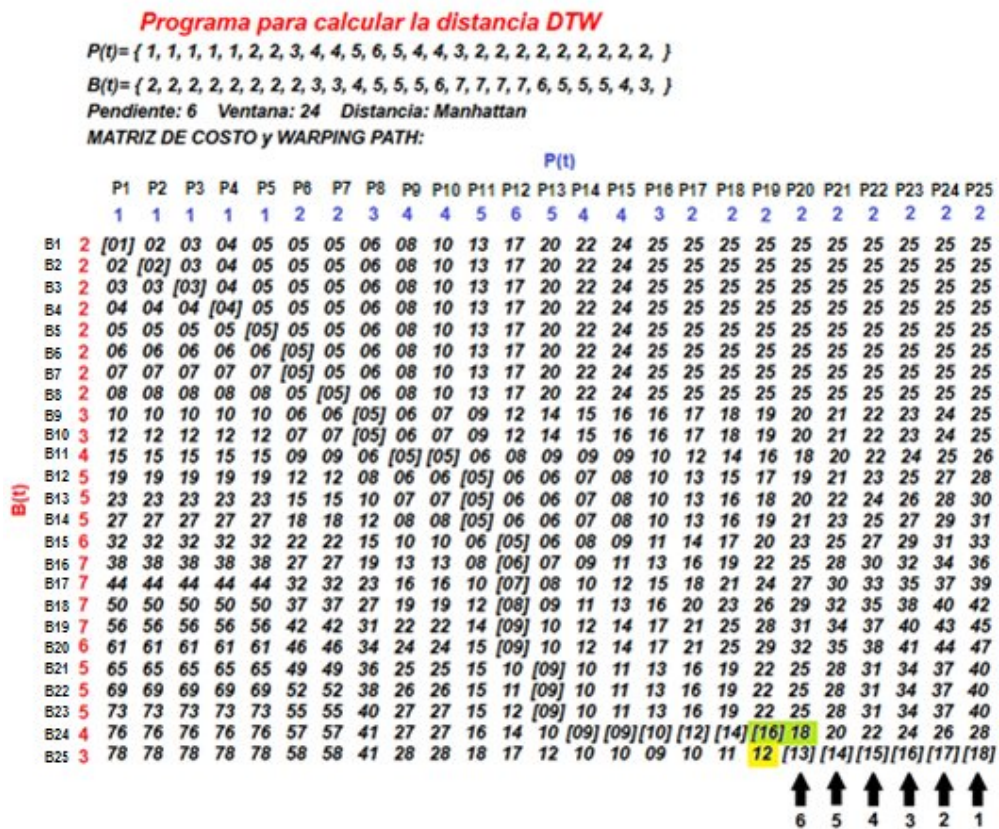 Programa para calcular la distancia DTW
P(t)= { 1, 1, 1, 1, 1, 2, 2, 3, 4, 4, 5, 6, 5, 4, 4, 3, 2, 2, 2, 2, 2, 2, 2, 2, 2, }
B(t)= { 2, 2, 2, 2, 2, 2, 2, 2, 3, 3, 4, 5, 5, 5, 6, 7, 7, 7, 7, 6, 5, 5, 5, 4, 3, }
Pendiente: 6 Ventana: 24 Distancia: Manhattan
MATRIZ DE COSTO y WARPING PATH:
P(t)
P1 P2 P3 P4 P5 P6 P7 P8 P9 P10 P11 P12 P13 P14 P15 P16 P17 P18 P19 P20 P21 P22 P23 P24 P25
1 1 1 1 1 2 2 3 4 4 5 6 5 4 4 3 2 2 2 2 2 2 2 2 2
B1 2 [01] 02 03 04 05 05 05 06 08 10 13 17 20 22 24 25 25 25 25 25 25 25 25 25 25
B2 2 02 [02] 03 04 05 05 05 06 08 10 13 17 20 22 24 25 25 25 25 25 25 25 25 25 25
B3 2 03 03 [03] 04 05 05 05 06 08 10 13 17 20 22 24 25 25 25 25 25 25 25 25 25 25
B4 2 04 04 04 [04] 05 05 05 06 08 10 13 17 20 22 24 25 25 25 25 25 25 25 25 25 25
B5 2 05 05 05 05 [05] 05 05 06 08 10 13 17 20 22 24 25 25 25 25 25 25 25 25 25 25
B6 2 06 06 06 06 06 [05] 05 06 08 10 13 17 20 22 24 25 25 25 25 25 25 25 25 25 25
B7 2 07 07 07 07 07 [05] 05 06 08 10 13 17 20 22 24 25 25 25 25 25 25 25 25 25 25
B8 2 08 08 08 08 08 05 [05] 06 08 10 13 17 20 22 24 25 25 25 25 25 25 25 25 25 25
B9 3 10 10 10 10 10 06 06 [05] 06 07 09 12 14 15 16 16 17 18 19 20 21 22 23 24 25
B10 3 12 12 12 12 12 07 07 [05] 06 07 09 12 14 15 16 16 17 18 19 20 21 22 23 24 25
B11 4 15 15 15 15 15 09 09 06 [05] [05] 06 08 09 09 09 10 12 14 16 18 20 22 24 25 26
B12 5 19 19 19 19 19 12 12 08 06 06 [05] 06 06 07 08 10 13 15 17 19 21 23 25 27 28
B13 5 23 23 23 23 23 15 15 10 07 07 [05] 06 06 07 08 10 13 16 18 20 22 24 26 28 30
B14 5 27 27 27 27 27 18 18 12 08 08 [05] 06 06 07 08 10 13 16 19 21 23 25 27 29 31
B15 6 32 32 32 32 32 22 22 15 10 10 06 [05] 06 08 09 11 14 17 20 23 25 27 29 31 33
B16 7 38 38 38 38 38 27 27 19 13 13 08 [06] 07 09 11 13 16 19 22 25 28 30 32 34 36
B17 7 44 44 44 44 44 32 32 23 16 16 10 [07] 08 10 12 15 18 21 24 27 30 33 35 37 39
B18 7 50 50 50 50 50 37 37 27 19 19 12 [08] 09 11 13 16 20 23 26 29 32 35 38 40 42
B19 7 56 56 56 56 56 42 42 31 22 22 14 [09] 10 12 14 17 21 25 28 31 34 37 40 43 45
B20 6 61 61 61 61 61 46 46 34 24 24 15 [09] 10 12 14 17 21 25 29 32 35 38 41 44 47
B21 5 65 65 65 65 65 49 49 36 25 25 15 10 [09] 10 11 13 16 19 22 25 28 31 34 37 40
B22 5 69 69 69 69 69 52 52 38 26 26 15 11 [09] 10 11 13 16 19 22 25 28 31 34 37 40
B23 5 73 73 73 73 73 55 55 40 27 27 15 12 [09] 10 11 13 16 19 22 25 28 31 34 37 40
B24 4 76 76 76 76 76 57 57 41 27 27 16 14 10 [09] [09] [10] [12] [14] [16] 18 20 22 24 26 28
B25 3 78 78 78 78 78 58 58 41 28 28 18 17 12 10 10 09 10 11 12 [13] [14] [15] [16] [17] [18]
B(t)
6 5 4 3 2 1